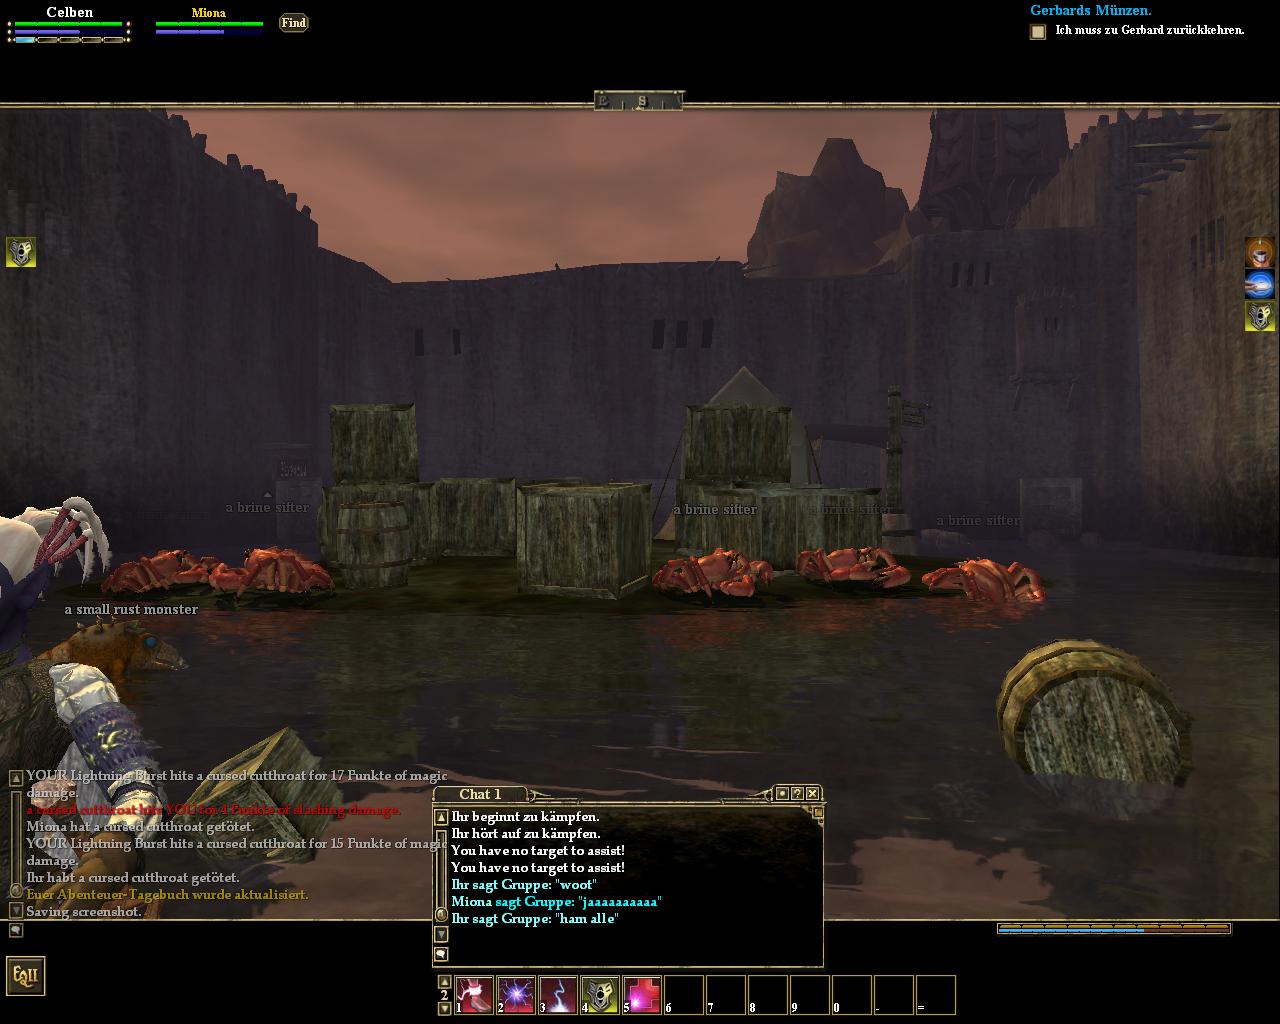 Celben
Miona
Find
Gerbards Münzen.
Ich muss zu Gerbard zurückkehren.
E S
a brine sifter
a brine sifter
a brine sifter
a brine sifter
a small rust monster
YOUR Lightning Burst hits a cursed cutthroat for 17 Punkte of magic
damage.
a cursed cutthroat hits YOU for 4 Punkte of slashing damage.
Miona hat a cursed cutthroat getötet.
YOUR Lightning Burst hits a cursed cutthroat for 15 Punkte of magic
damage.
Ihr habt a cursed cutthroat getötet.
Euer Abenteuer-Tagebuch wurde aktualisiert.
Saving screenshot.
Chat 1
Ihr beginnt zu kämpfen.
Ihr hört auf zu kämpfen.
You have no target to assist!
You have no target to assist!
Ihr sagt Gruppe: "woot"
Miona sagt Gruppe: "jaaaaaaaaaa"
Ihr sagt Gruppe: "ham alle"
EQII
2
1 2 3 4 5 6 7 8 9 0 - =